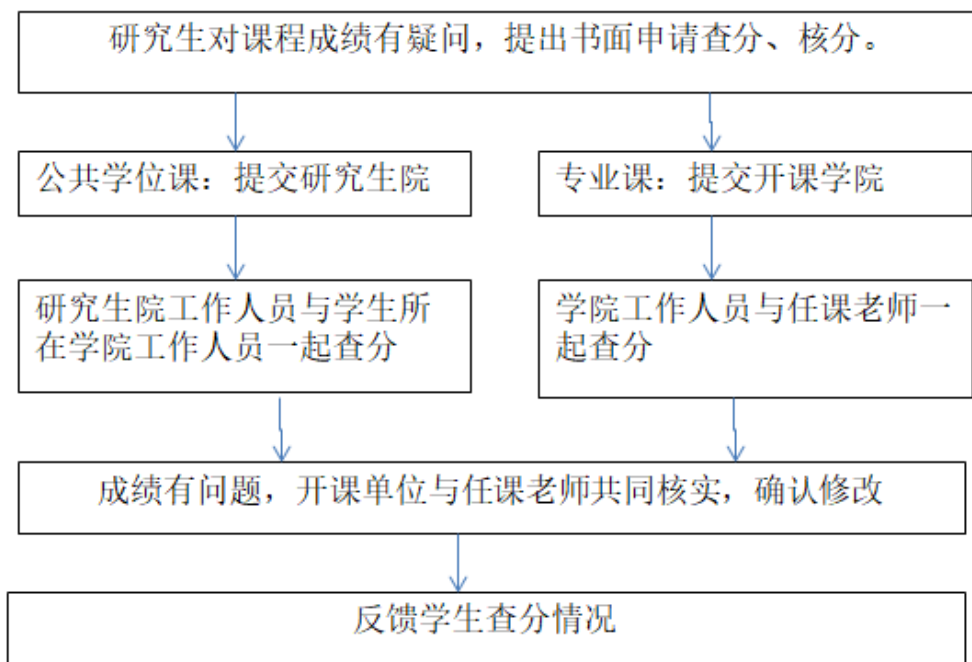 研究生对课程成绩有疑问，提出书面申请查分、核分。
公共学位课：提交研究生院
专业课：提交开课学院
研究生院工作人员与学生所
在学院工作人员一起查分
学院工作人员与任课老师一
起查分
成绩有问题，开课单位与任课老师共同核实，确认修改
反馈学生查分情况